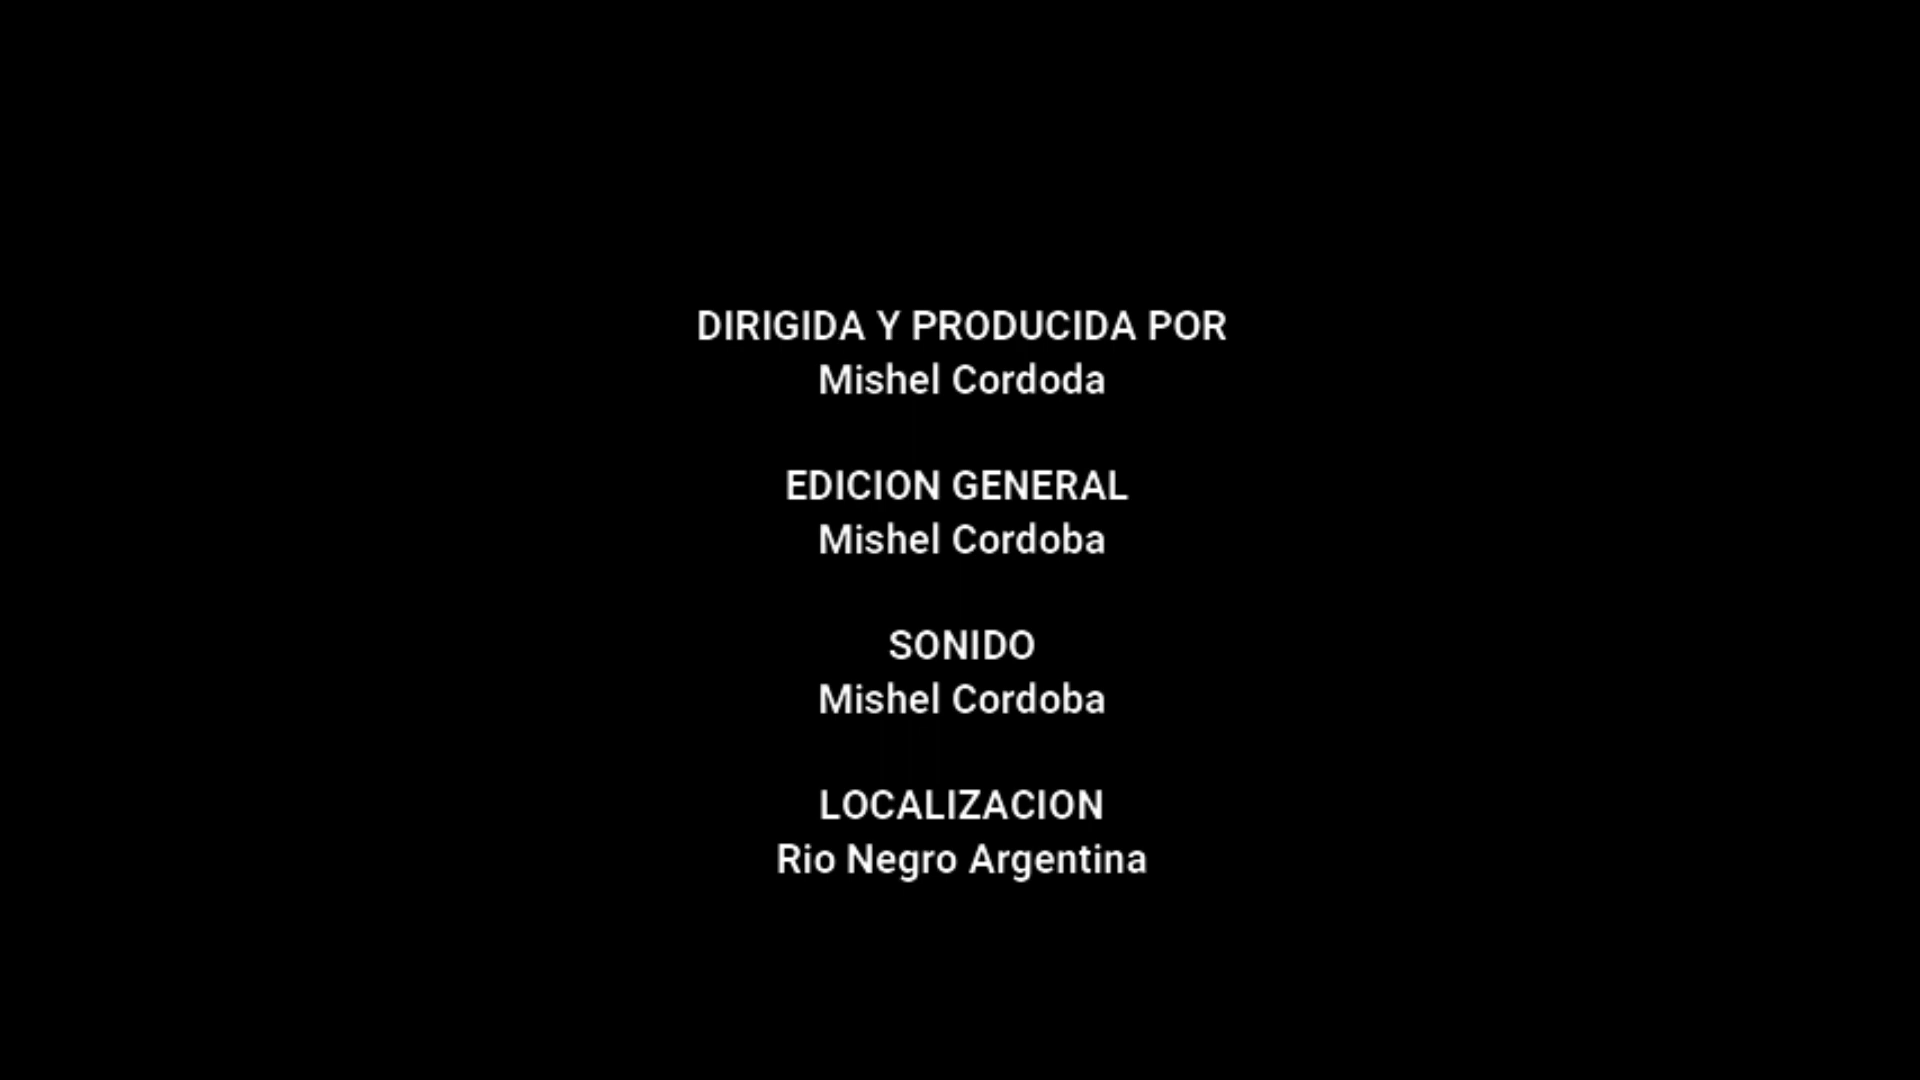 DIRIGIDA Y PRODUCIDA POR
Mishel Cordoda
EDICION GENERAL
Mishel Cordoba
SONIDO
Mishel Cordoba
LOCALIZACION
Rio Negro Argentina